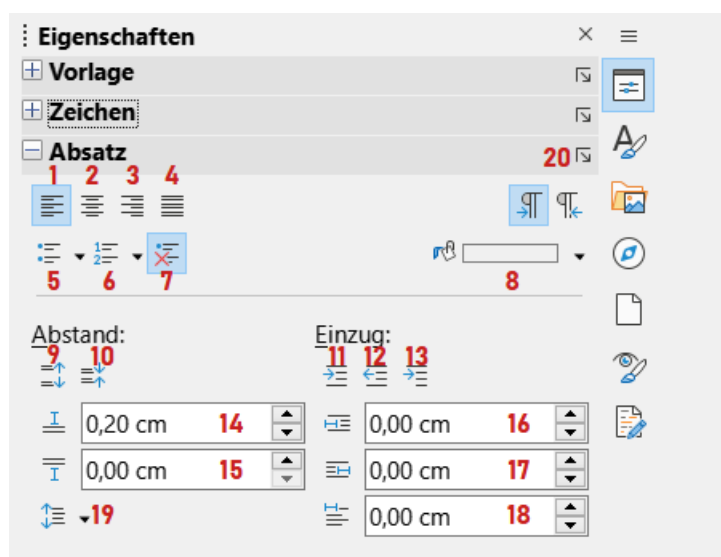 Eigenschaften
Vorlage
Zeichen
Absatz 20
1 2 3 4
5 6 7 8
Abstand: Einzug:
9 10 11 12 13
0,20 cm 14 0,00 cm 16
0,00 cm 15 0,00 cm 17
19 0,00 cm 18